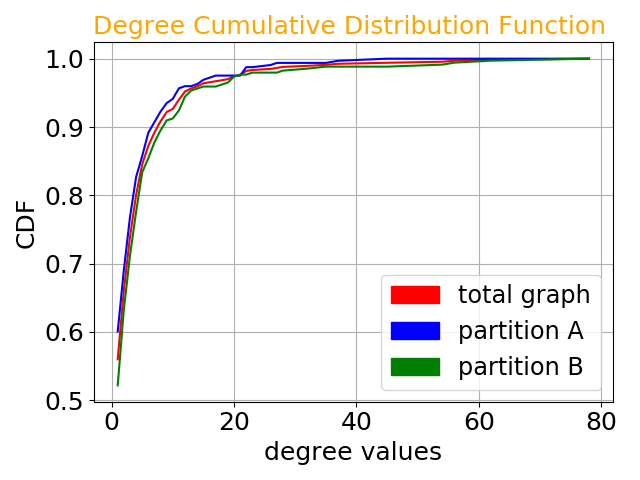 Degree Cumulative Distribution Function
1.0
0.9
0.8
0.7
0.6
0.5
CDF
total graph
partition A
partition B
0 20 40 60 80
degree values